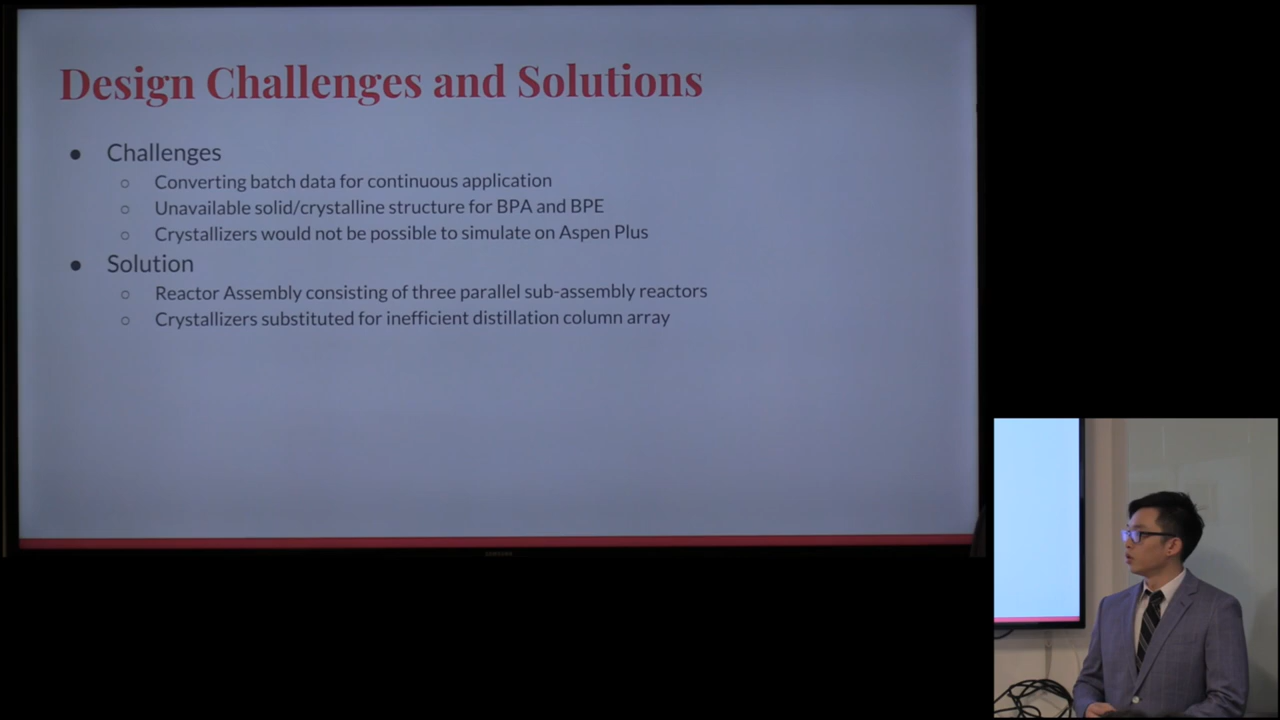 Design Challenges and Solutions
● Challenges
○ Converting batch data for continuous application
○ Unavailable solid/crystalline structure for BPA and BPE
○ Crystallizers would not be possible to simulate on Aspen Plus
● Solution
○ Reactor Assembly consisting of three parallel sub-assembly reactors
○ Crystallizers substituted for inefficient distillation column array
SAMSUNG